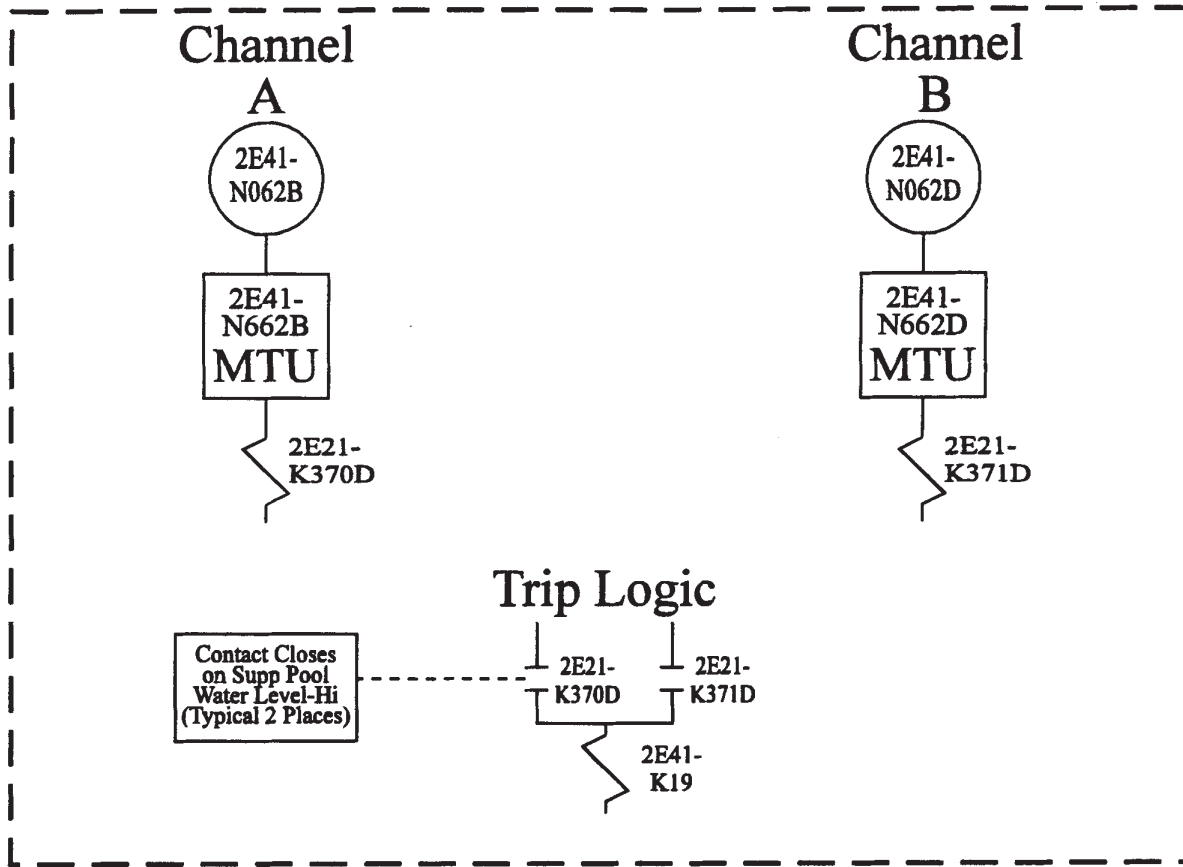 Channel
A
2E41-
N062B
2E41-
N662B
MTU
2E21-
K370D
Channel
B
2E41-
N062D
2E41-
N662D
MTU
2E21-
K371D
Trip Logic
Contact Closes
on Supp Pool
Water Level-Hi
(Typical 2 Places)
2E21-
K370D
2E21-
K371D
2E41-
K19